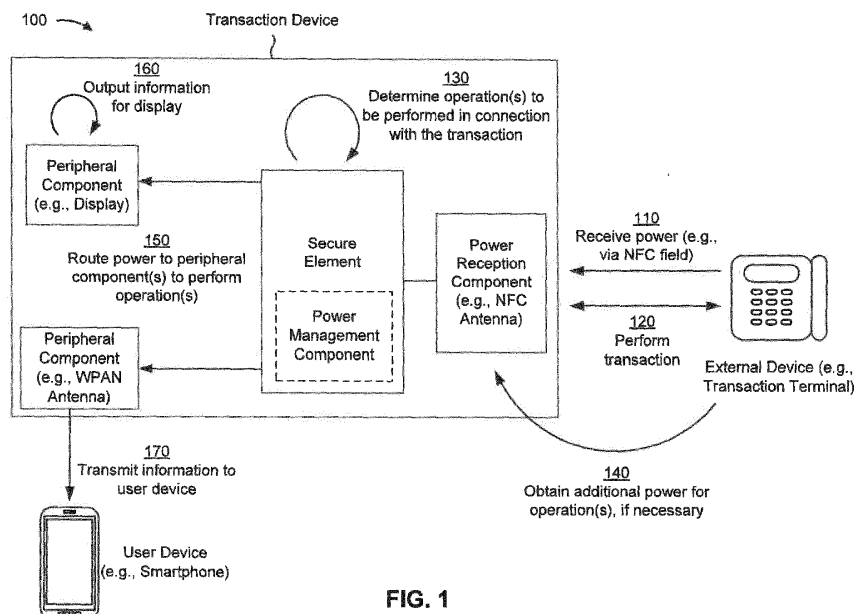 100
Transaction Device
160
Output information
for display
130
Determine operation(s) to
be performed in connection
with the transaction
Peripheral
Component
(e.g., Display)
150
Route power to peripheral
component(s) to perform
operation(s)
Secure
Element
Power
Management
Component
Power
Reception
Component
(e.g., NFC
Antenna)
110
Receive power (e.g.,
via NFC field)
120
Perform
transaction
External Device (e.g.,
Transaction Terminal)
Peripheral
Component
(e.g., WPAN
Antenna)
170
Transmit information to
user device
140
Obtain additional power for
operation(s), if necessary
User Device
(e.g., Smartphone)
FIG. 1